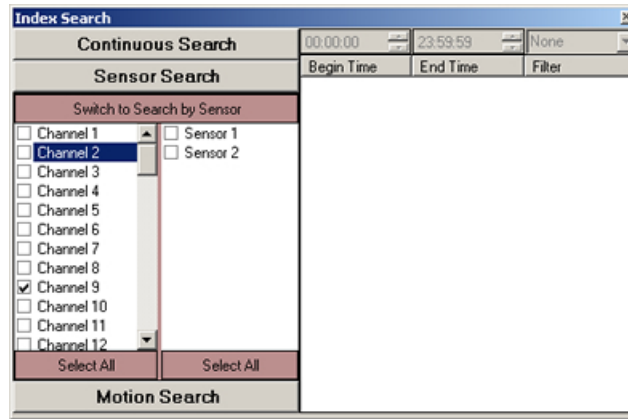 Index Search
Continuous Search
00:00:00 23:59:59 None
Sensor Search
Begin Time End Time Filter
Switch to Search by Sensor
Channel 1 Sensor 1
Channel 2 Sensor 2
Channel 3
Channel 4
Channel 5
Channel 6
Channel 7
Channel 8
Channel 9
Channel 10
Channel 11
Channel 12
Select All Select All
Motion Search